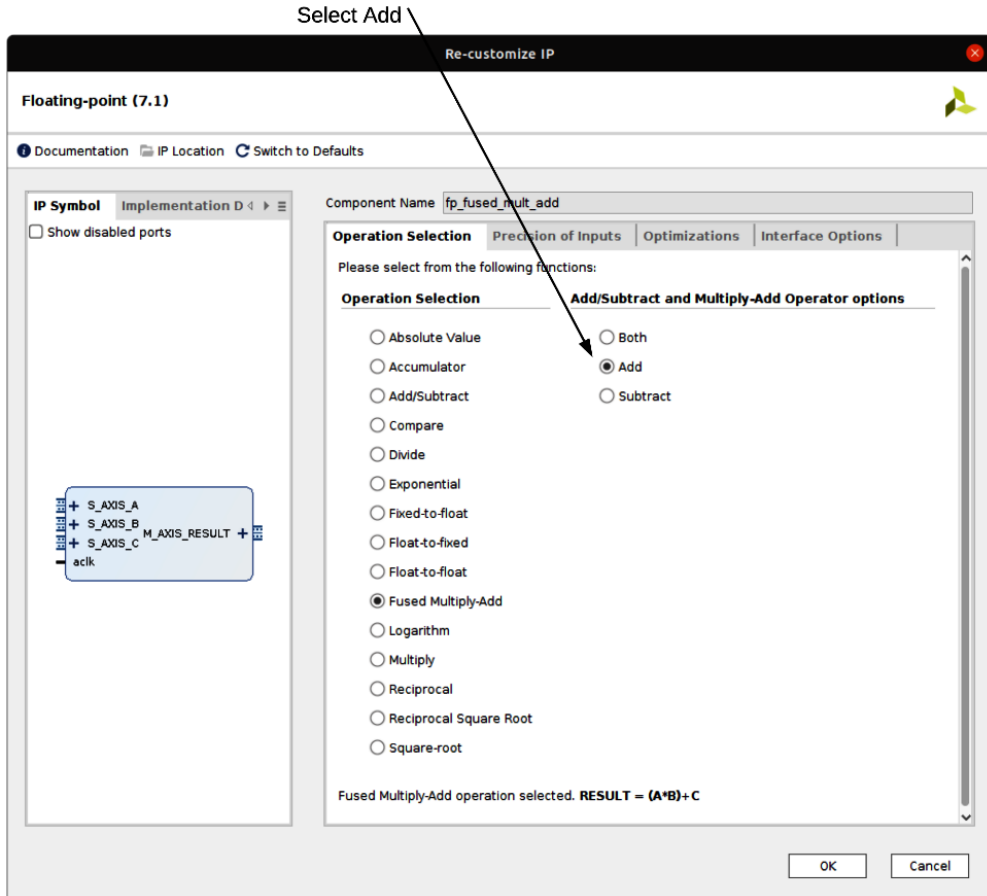 Select Add
Re-customize IP
Floating-point (7.1)
Documentation IP Location Switch to Defaults
IP Symbol Implementation D
Show disabled ports
S_AXIS_A
S_AXIS_B
S_AXIS_C
aclk
M_AXIS_RESULT
Component Name fp_fused_mult_add
Operation Selection Precision of Inputs Optimizations Interface Options
Please select from the following functions:
Operation Selection
Absolute Value
Accumulator
Add/Subtract
Compare
Divide
Exponential
Fixed-to-float
Float-to-fixed
Float-to-float
Fused Multiply-Add
Logarithm
Multiply
Reciprocal
Reciprocal Square Root
Square-root
Add/Subtract and Multiply-Add Operator options
Both
Add
Subtract
Fused Multiply-Add operation selected. RESULT = (A*B)+C
OK Cancel